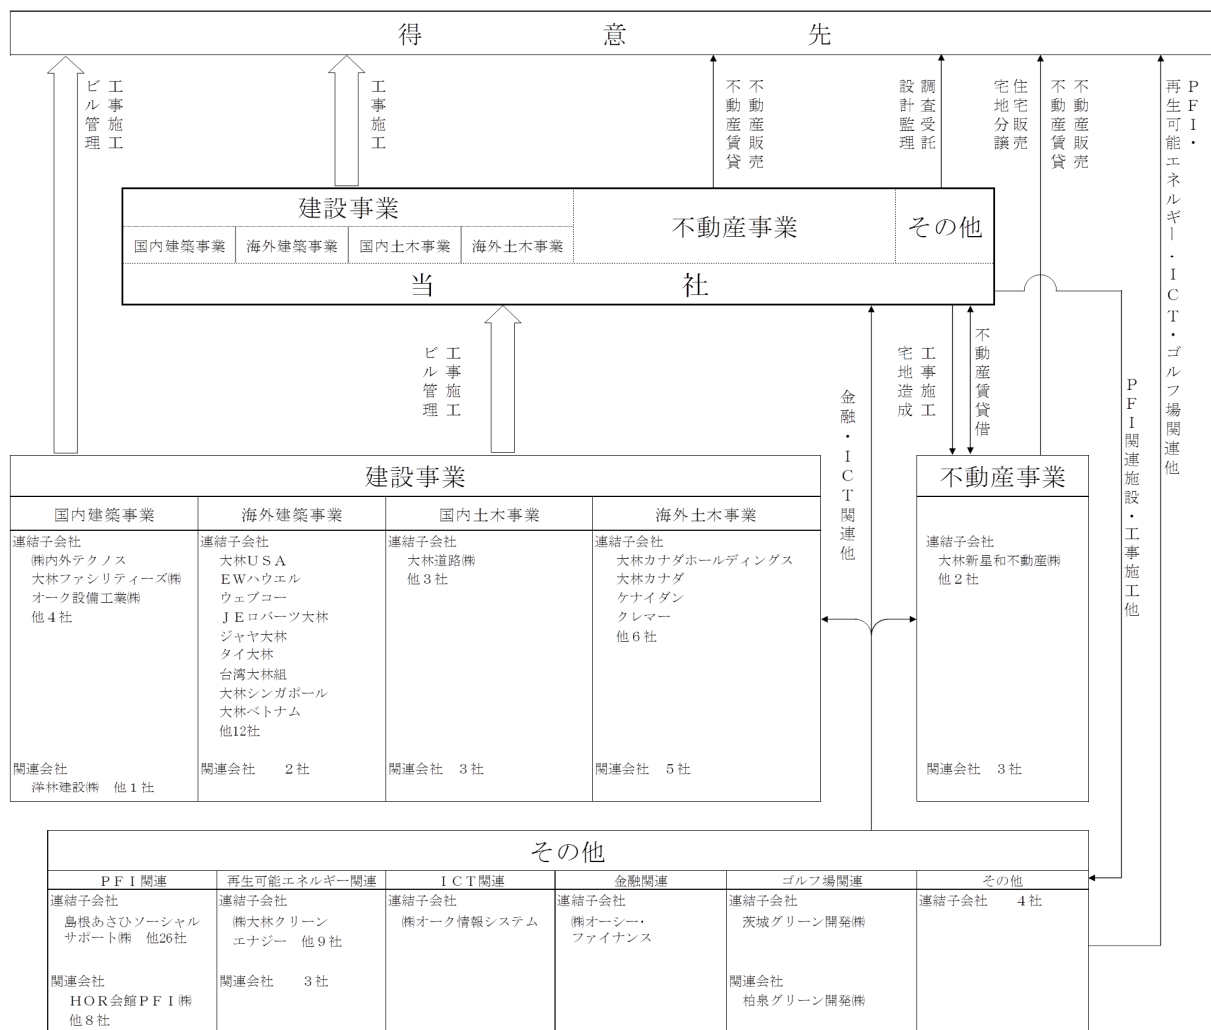 得意先
工事施工
ビル管理
工事施工
不動産販売
不動産賃貸
調査受託
設計監理
住宅販売
宅地分譲
不動産販売
不動産賃貸
PFI・
再生可能エネルギー・ICT・ゴルフ場関連他
建設事業
不動産事業
その他
国内建築事業
海外建築事業
国内土木事業
海外土木事業
当社
工事施工
ビル管理
金融・ICT関連他
工事施工
宅地造成
不動産賃貸借
PFI関連施設・工事施工他
建設事業
国内建築事業
連結子会社
㈱内外テクノス
大林ファシリティーズ㈱
オーク設備工業㈱
他4社
関連会社
洋林建設㈱ 他1社
海外建築事業
連結子会社
大林USA
EWハウエル
ウェブコー
JEロバーツ大林
ジャヤ大林
タイ大林
台湾大林組
大林シンガポール
大林ベトナム
他12社
関連会社 2社
国内土木事業
連結子会社
大林道路㈱
他3社
関連会社 3社
海外土木事業
連結子会社
大林カナダホールディングス
大林カナダ
ケナイダン
クレマー
他6社
関連会社 5社
不動産事業
連結子会社
大林新星和不動産㈱
他2社
関連会社 3社
その他
PFI関連
連結子会社
島根あさひソーシャル
サポート㈱ 他26社
関連会社
HOR会館PFI㈱
他8社
再生可能エネルギー関連
連結子会社
㈱大林クリーン
エナジー 他9社
関連会社 3社
ICT関連
連結子会社
㈱オーク情報システム
金融関連
連結子会社
㈱オーシー・
ファイナンス
ゴルフ場関連
連結子会社
茨城グリーン開発㈱
関連会社
柏泉グリーン開発㈱
その他
連結子会社 4社